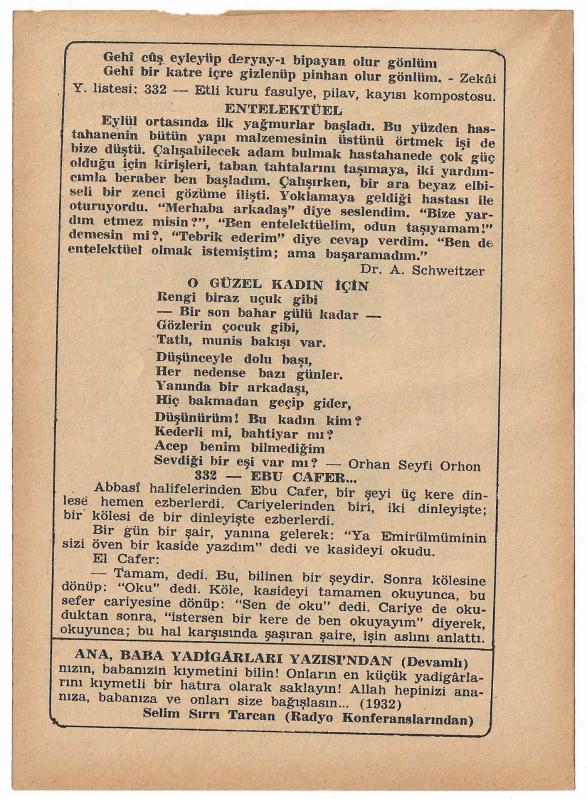 Gehî cûş eyleyüp deryay-ı bipayan olur gönlüm
Gehî bir katre içre gizlenüp pinhan olur gönlüm. - Zekâi
Y. listesi: 332 — Etli kuru fasulye, pilav, kayısı kompostosu.
ENTELEKTÜEL
Eylül ortasında ilk yağmurlar başladı. Bu yüzden has-
tahanenin bütün yapı malzemesinin üstünü örtmek işi de
bize düştü. Çalışabilecek adam bulmak hastahanede çok güç
olduğu için kirişleri, taban tahtalarını taşımaya, iki yardım-
cımla beraber ben başladım. Çalışırken, bir ara beyaz elbi-
seli bir zenci gözüme ilişti. Yoklamaya geldiği hastası ile
oturuyordu. "Merhaba arkadaş" diye seslendim. "Bize yar-
dım etmez misin?", "Ben entelektüelim, odun taşıyamam!"
demesin mi?, "Tebrik ederim" diye cevap verdim. "Ben de
entelektüel olmak istemiştim; ama başaramadım."
Dr. A. Schweitzer
O GÜZEL KADIN İÇİN
Rengi biraz uçuk gibi
— Bir son bahar gülü kadar —
Gözlerin çocuk gibi,
Tatlı, munis bakışı var.
Düşünceyle dolu başı,
Her nedense bazı günler.
Yanında bir arkadaşı,
Hiç bakmadan geçip gider,
Düşünürüm! Bu kadın kim?
Kederli mi, bahtiyar mı?
Acep benim bilmediğim
Sevdiği bir eşi var mı? — Orhan Seyfi Orhon
332 — EBU CAFER...
Abbasî halifelerinden Ebu Cafer, bir şeyi üç kere din-
lese hemen ezberlerdi. Cariyelerinden biri, iki dinleyişte;
bir kölesi de bir dinleyişte ezberlerdi.
Bir gün bir şair, yanına gelerek: "Ya Emirülmüminin
sizi öven bir kaside yazdım" dedi ve kasideyi okudu.
El Cafer:
— Tamam, dedi. Bu, bilinen bir şeydir. Sonra kölesine
dönüp: "Oku" dedi. Köle, kasideyi tamamen okuyunca, bu
sefer cariyesine dönüp: "Sen de oku" dedi. Cariye de oku-
duktan sonra, "istersen bir kere de ben okuyayım" diyerek,
okuyunca; bu hal karşısında şaşıran şaire, işin aslını anlattı.
ANA, BABA YADİGÂRLARI YAZISI'NDAN (Devamlı)
nızın, babanızın kıymetini bilin! Onların en küçük yadigârla-
rını kıymetli bir hatıra olarak saklayın! Allah hepinizi ana-
nıza, babanıza ve onları size bağışlasın... (1932)
Selim Sırrı Tarcan (Radyo Konferanslarından)